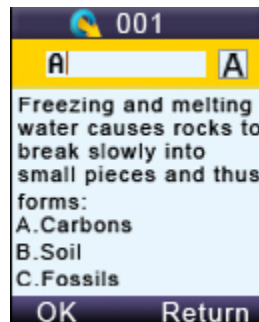 001
A
A
Freezing and melting
water causes rocks to
break slowly into
small pieces and thus
forms:
A.Carbons
B.Soil
C.Fossils
OK Return